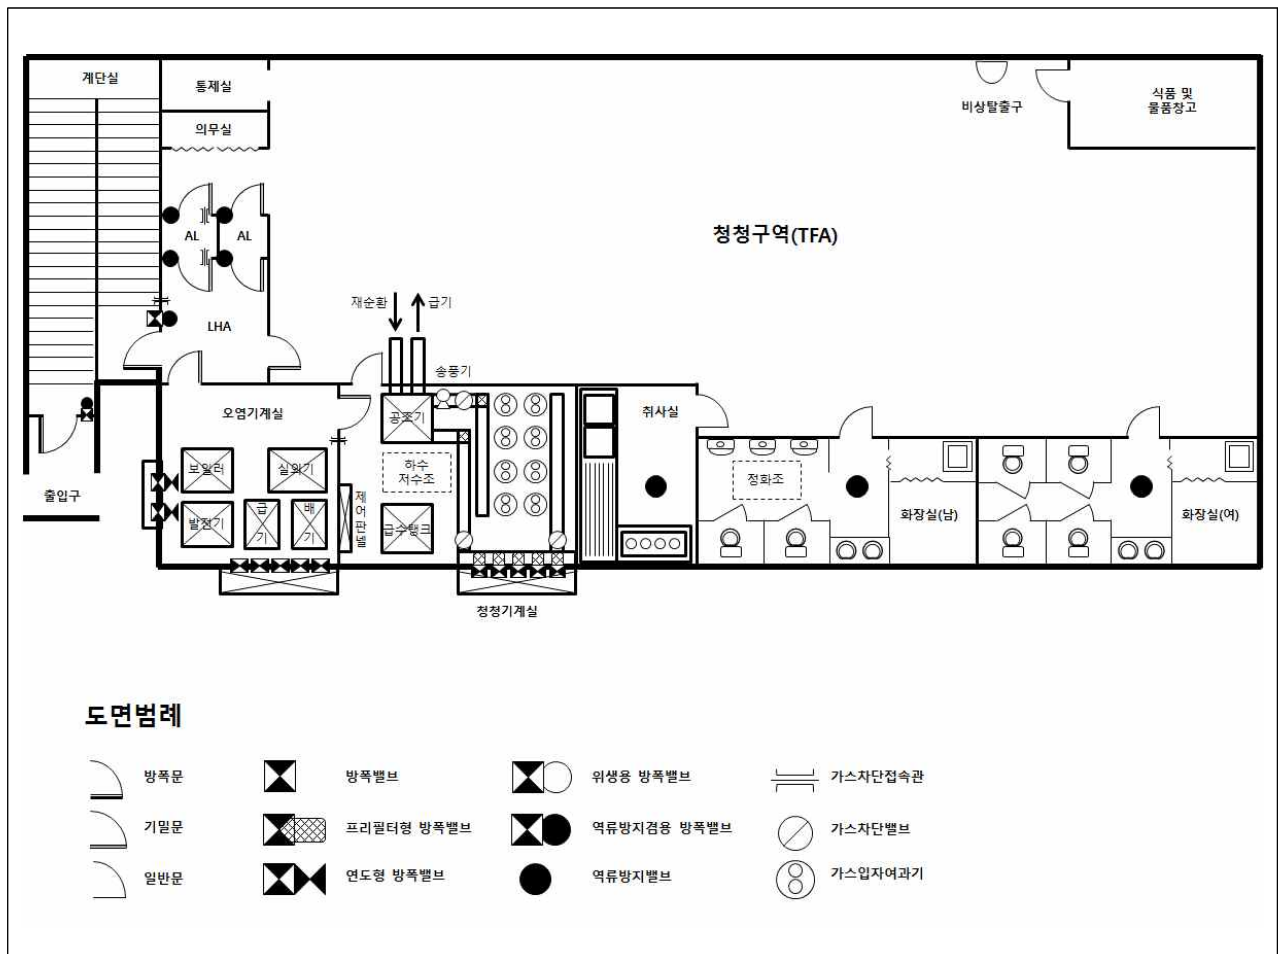 계단실
통제실
의무실
비상탈출구
식품 및
물품창고
AL
AL
청청구역(TFA)
LHA
재순환
급기
송풍기
오염기계실
공조기
취사실
보일러
실외기
하수
저수조
정화조
출입구
발전기
급
기
배
기
제
어
판
넬
급수탱크
화장실(남)
화장실(여)
청청기계실
도면범례
방폭문
방폭밸브
위생용 방폭밸브
가스차단접속관
기밀문
프리필터형 방폭밸브
역류방지겸용 방폭밸브
가스차단밸브
일반문
연도형 방폭밸브
역류방지밸브
가스입자여과기